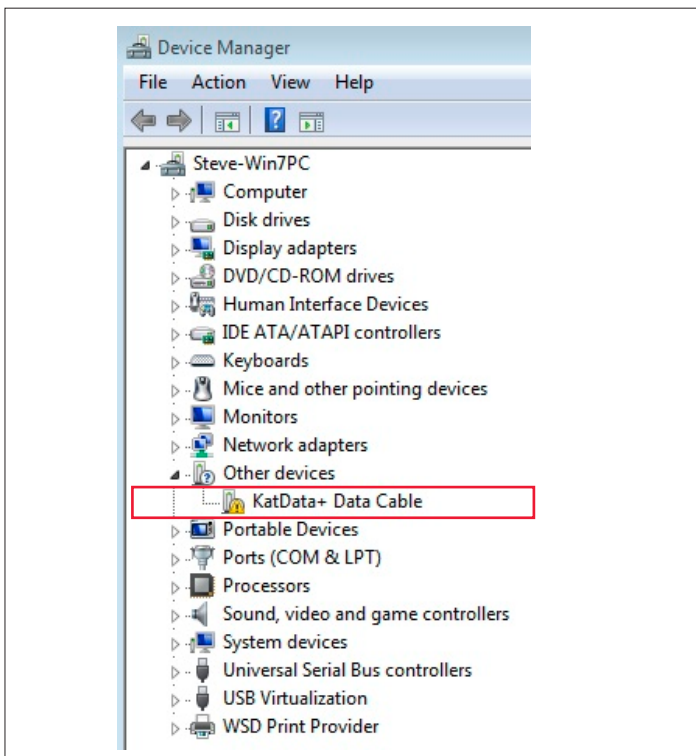 Device Manager
File Action View Help
Steve-Win7PC
Computer
Disk drives
Display adapters
DVD/CD-ROM drives
Human Interface Devices
IDE ATA/ATAPI controllers
Keyboards
Mice and other pointing devices
Monitors
Network adapters
Other devices
KatData+ Data Cable
Portable Devices
Ports (COM & LPT)
Processors
Sound, video and game controllers
System devices
Universal Serial Bus controllers
USB Virtualization
WSD Print Provider